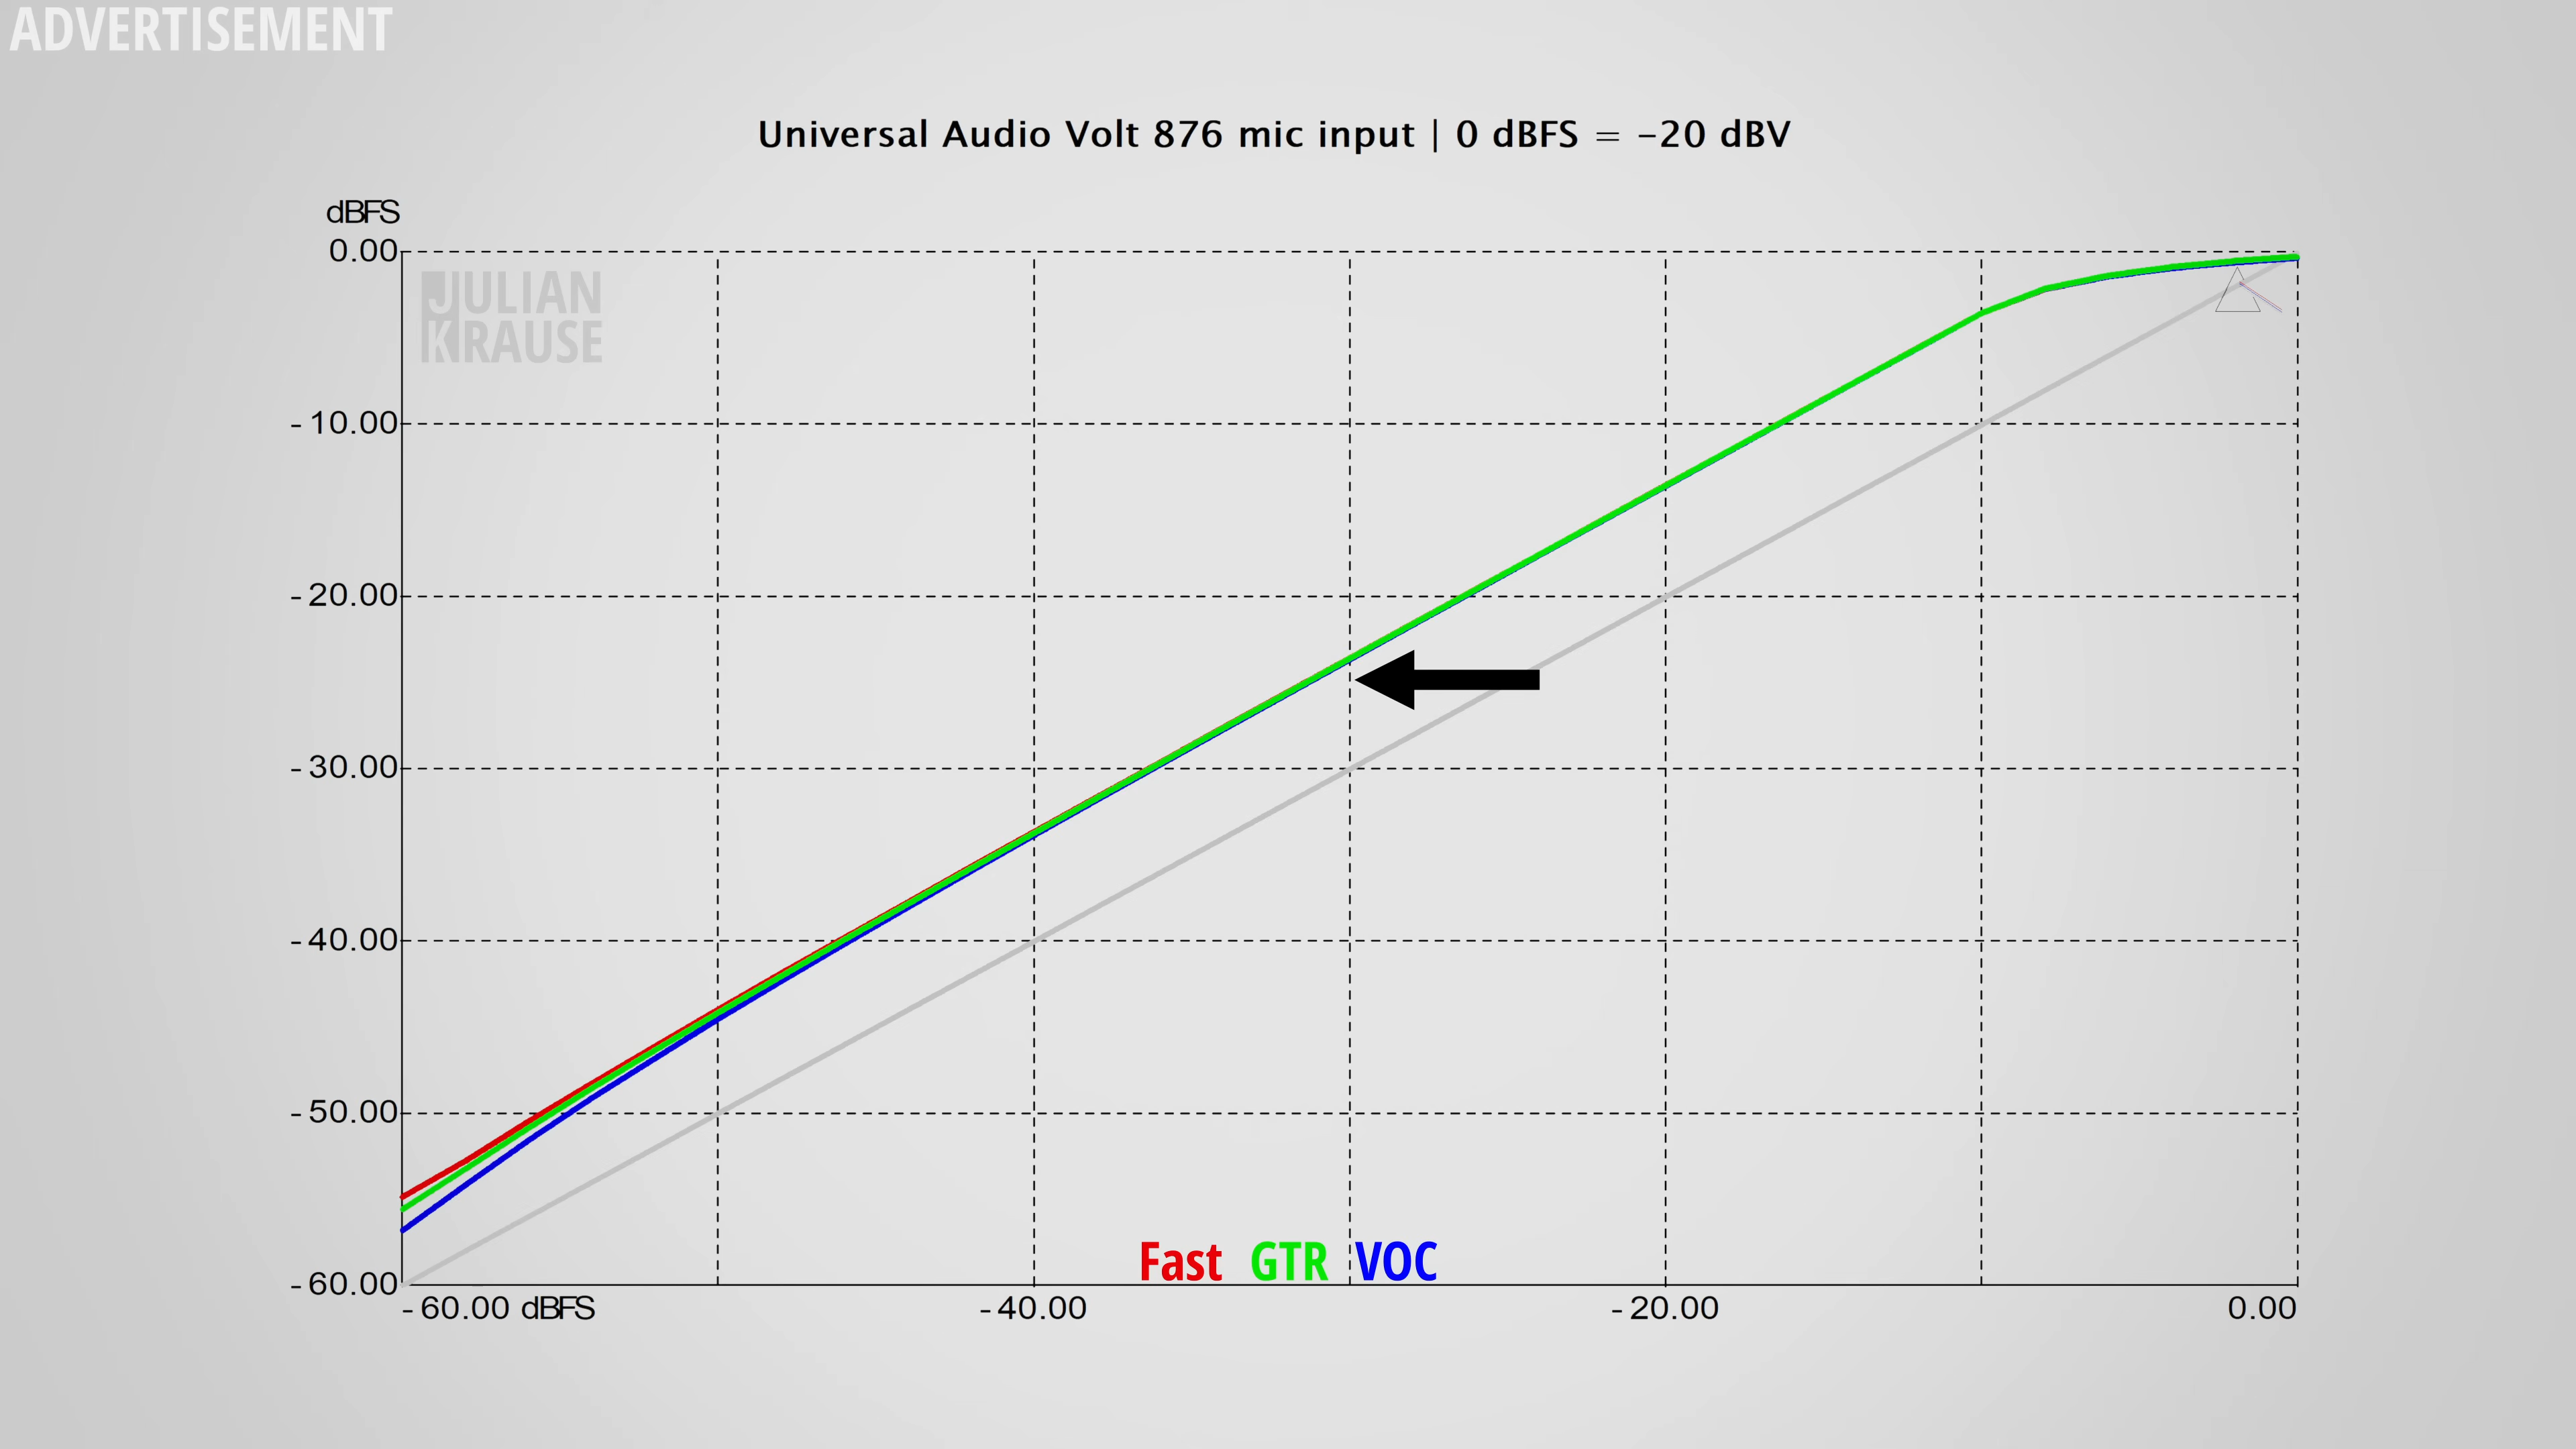 ADVERTISEMENT
Universal Audio Volt 876 mic input | 0 dBFS = -20 dBV
dBFS
0.00
JULIAN
KRAUSE
-10.00
-20.00
-30.00
-40.00
-50.00
Fast GTR VOC
-60.00
-60.00 dBFS -40.00 -20.00 0.00